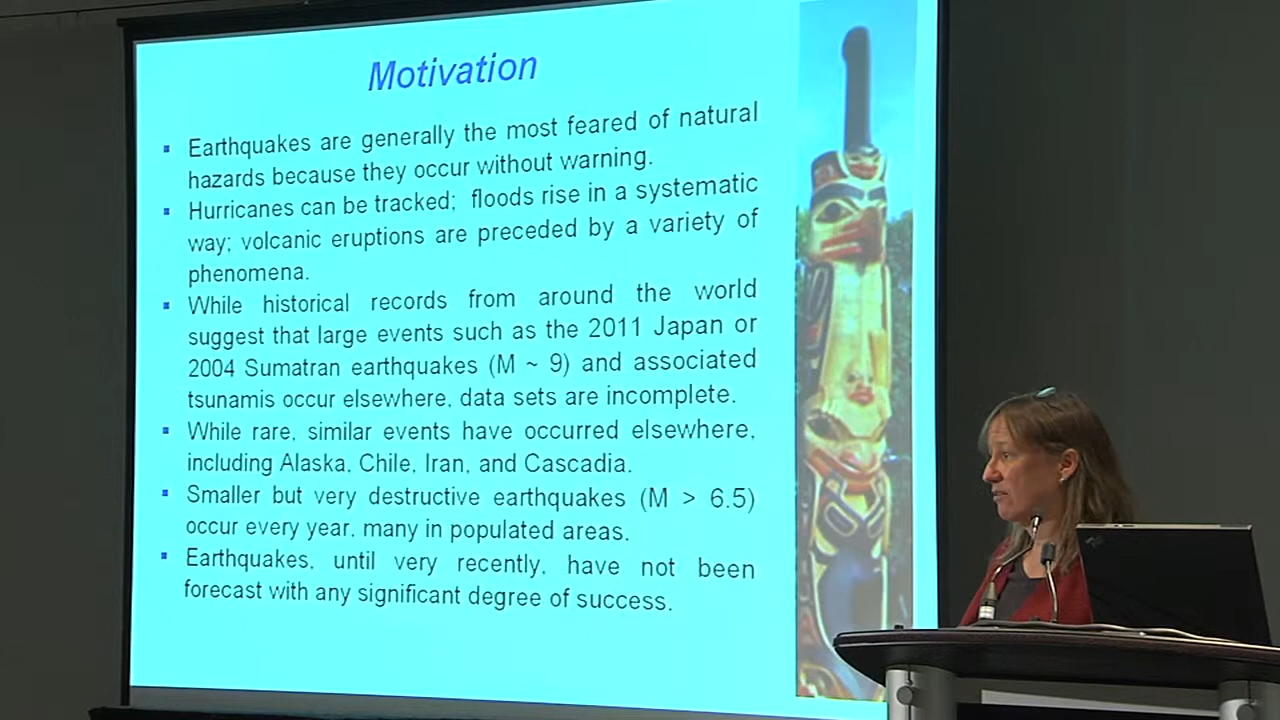 Motivation
▪ Earthquakes are generally the most feared of natural
hazards because they occur without warning.
▪ Hurricanes can be tracked; floods rise in a systematic
way; volcanic eruptions are preceded by a variety of
phenomena.
▪ While historical records from around the world
suggest that large events such as the 2011 Japan or
2004 Sumatran earthquakes (M ~ 9) and associated
tsunamis occur elsewhere, data sets are incomplete.
▪ While rare, similar events have occurred elsewhere,
including Alaska, Chile, Iran, and Cascadia.
▪ Smaller but very destructive earthquakes (M > 6.5)
occur every year, many in populated areas.
▪ Earthquakes, until very recently, have not been
forecast with any significant degree of success.